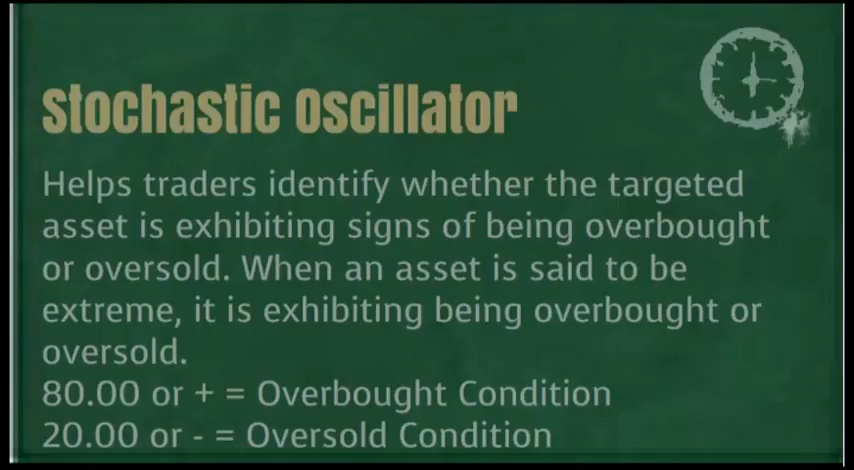 Stochastic Oscillator
Helps traders identify whether the targeted
asset is exhibiting signs of being overbought
or oversold. When an asset is said to be
extreme, it is exhibiting being overbought or
oversold.
80.00 or + = Overbought Condition
20.00 or - = Oversold Condition